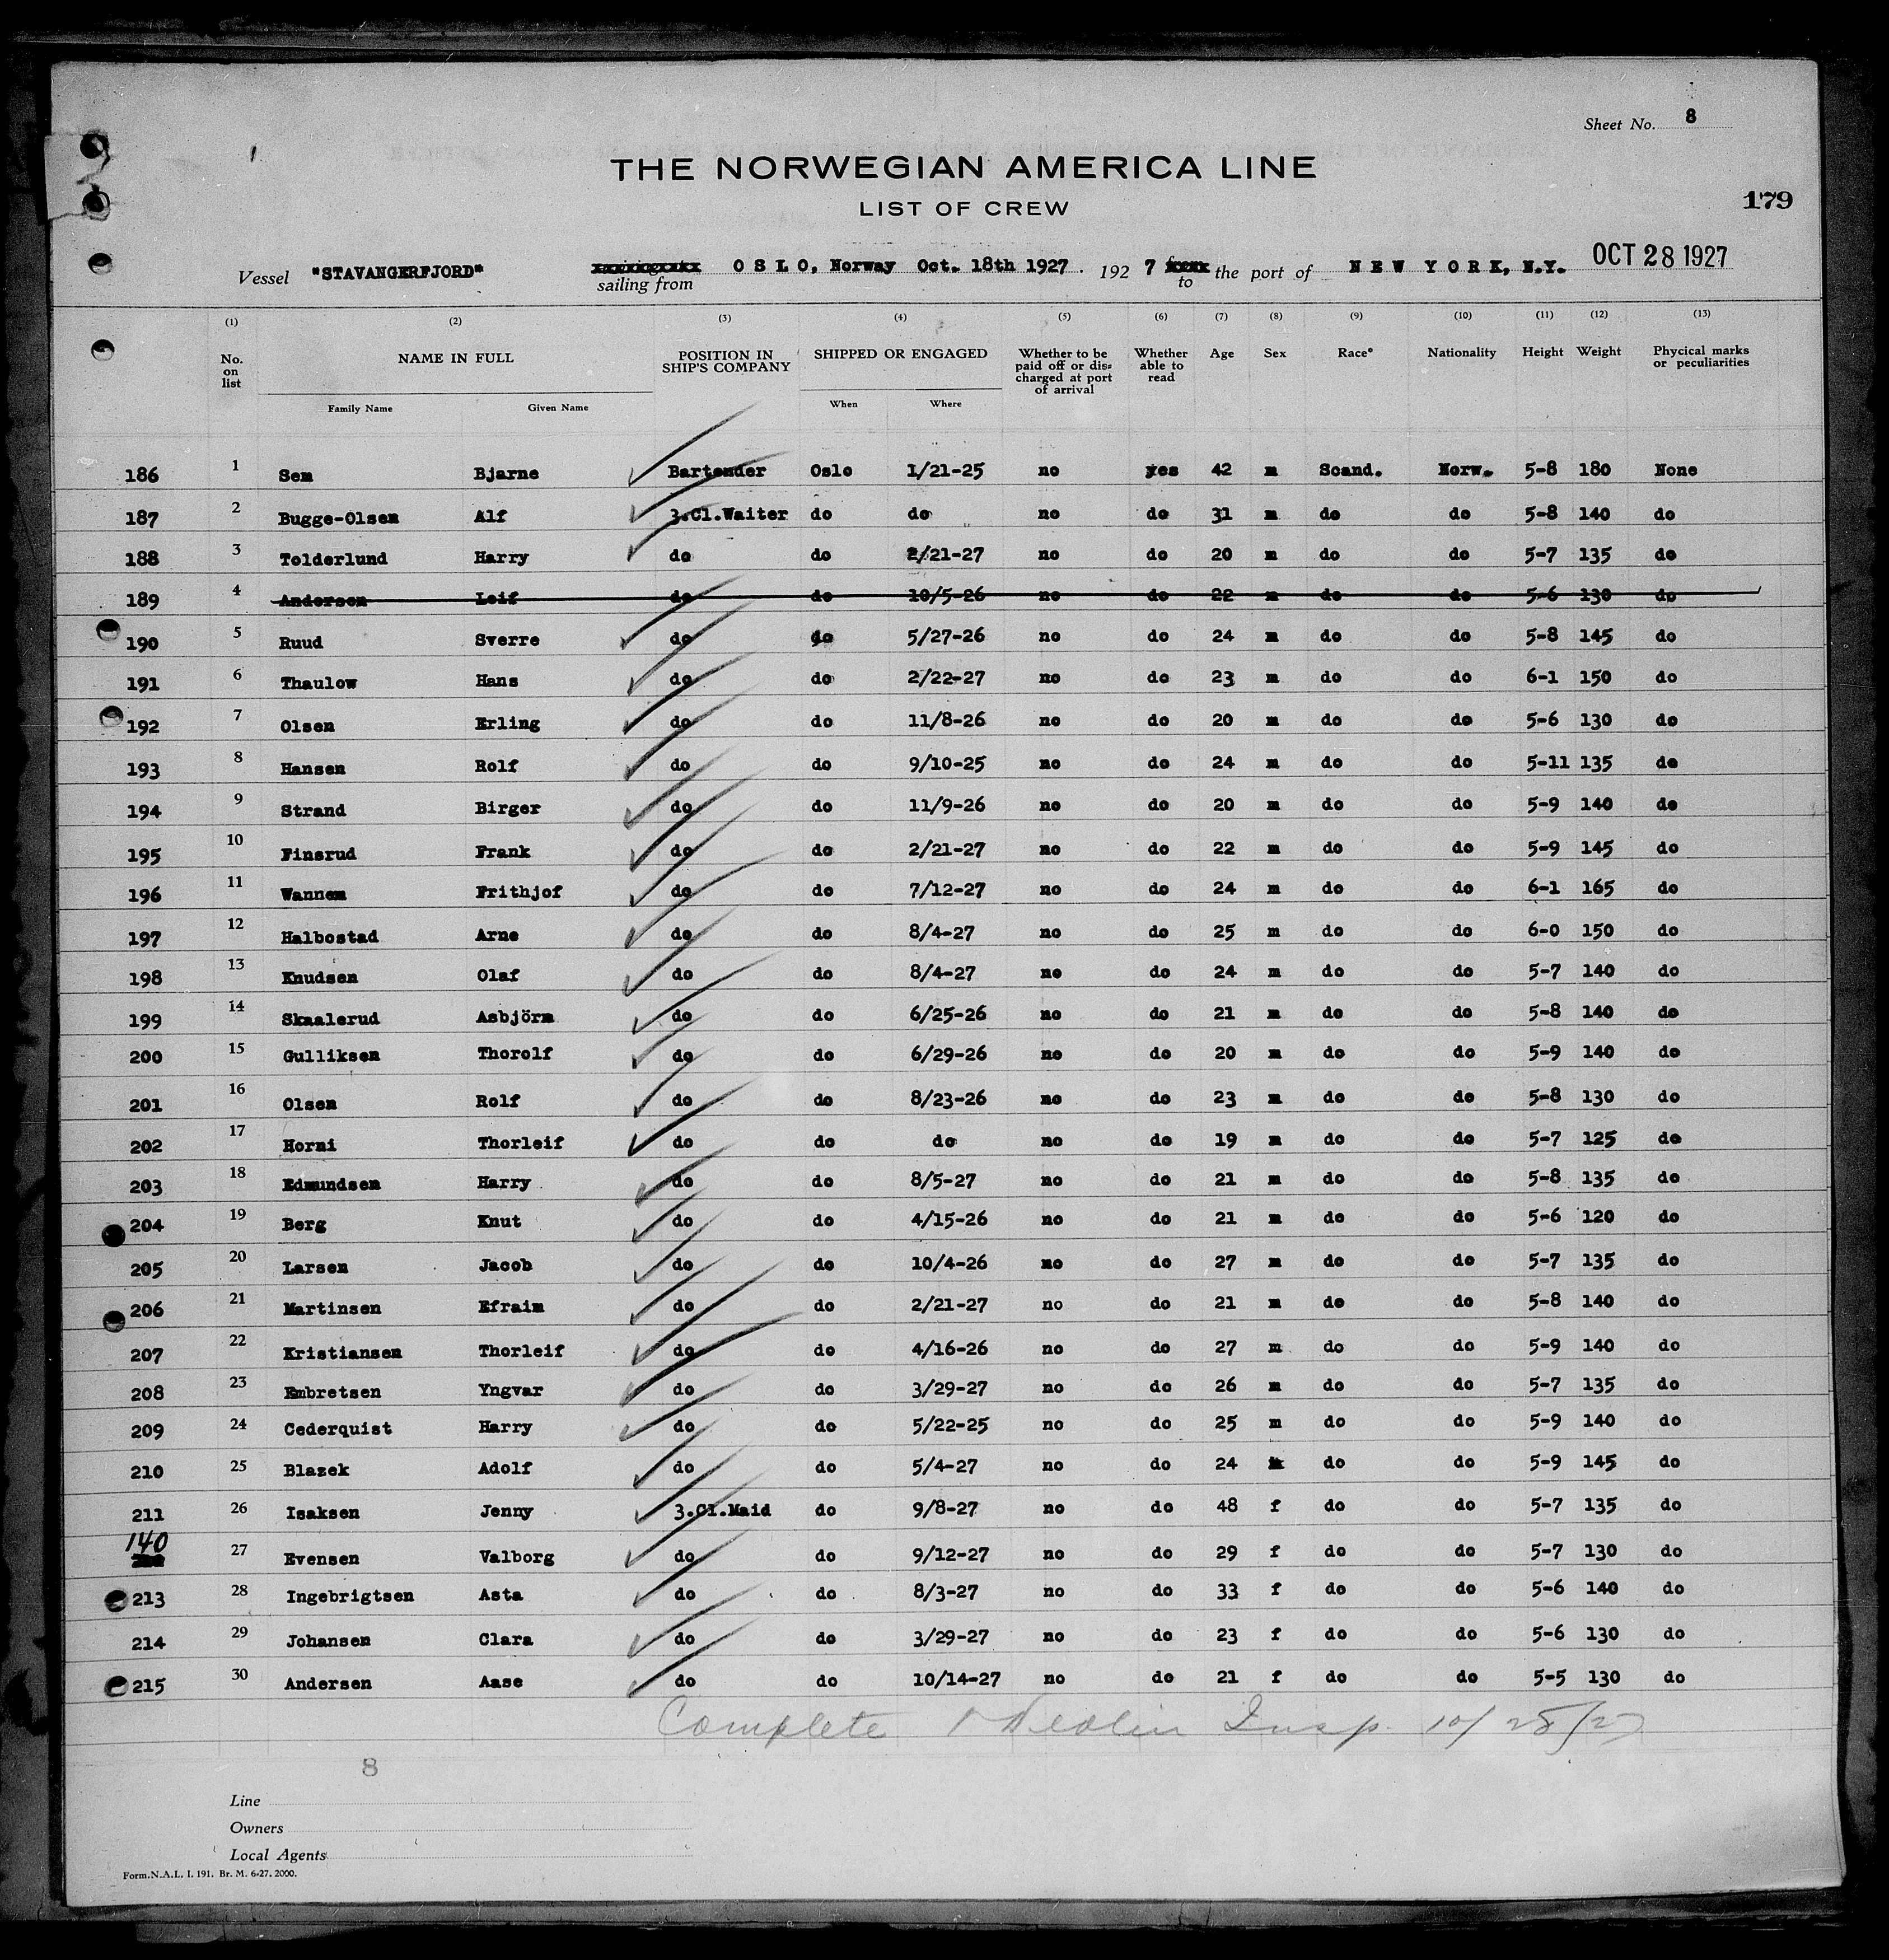 Sheet No. 8
THE NORWEGIAN AMERICA LINE
LIST OF CREW
179
Vessel "STAVANGERFJORD" sailing from OSLO, Norway Oct. 18th 1927. 192 7 to the port of NEW YORK, N.Y. OCT 28 1927
(1) (2) (3) (4) (5) (6) (7) (8) (9) (10) (11) (12) (13)
No. on list NAME IN FULL POSITION IN SHIP'S COMPANY SHIPPED OR ENGAGED Whether to be paid off or discharged at port of arrival Whether able to read Age Sex Race* Nationality Height Weight Phycical marks or peculiarities
Family Name Given Name When Where
186 1 Sem Bjarne Bartender Oslo 1/21-25 no yes 42 m Scand. Norw. 5-8 180 None
187 2 Bugge-Olsen Alf 3.Cl.Waiter do do no do 31 m do do 5-8 140 do
188 3 Tolderlund Harry do do 2/21-27 no do 20 m do do 5-7 135 do
189 4 Andersen Leif do do 10/5-26 no do 22 m do do 5-6 130 do
190 5 Ruud Sverre do do 5/27-26 no do 24 m do do 5-8 145 do
191 6 Thaulow Hans do do 2/22-27 no do 23 m do do 6-1 150 do
192 7 Olsen Erling do do 11/8-26 no do 20 m do do 5-6 130 do
193 8 Hansen Rolf do do 9/10-25 no do 24 m do do 5-11 135 do
194 9 Strand Birger do do 11/9-26 no do 20 m do do 5-9 140 do
195 10 Finsrud Frank do do 2/21-27 no do 22 m do do 5-9 145 do
196 11 Wannem Frithjof do do 7/12-27 no do 24 m do do 6-1 165 do
197 12 Halbostad Arne do do 8/4-27 no do 25 m do do 6-0 150 do
198 13 Knudsen Olaf do do 8/4-27 no do 24 m do do 5-7 140 do
199 14 Skaalerud Asbjörn do do 6/25-26 no do 21 m do do 5-8 140 do
200 15 Gulliksen Thorolf do do 6/29-26 no do 20 m do do 5-9 140 do
201 16 Olsen Rolf do do 8/23-26 no do 23 m do do 5-8 130 do
202 17 Horni Thorleif do do do no do 19 m do do 5-7 125 do
203 18 Edmundsen Harry do do 8/5-27 no do 21 m do do 5-8 135 do
204 19 Berg Knut do do 4/15-26 no do 21 m do do 5-6 120 do
205 20 Larsen Jacob do do 10/4-26 no do 27 m do do 5-7 135 do
206 21 Martinsen Efraim do do 2/21-27 no do 21 m do do 5-8 140 do
207 22 Kristiansen Thorleif do do 4/16-26 no do 27 m do do 5-9 140 do
208 23 Embretsen Yngvar do do 3/29-27 no do 26 m do do 5-7 135 do
209 24 Cederquist Harry do do 5/22-25 no do 25 m do do 5-9 140 do
210 25 Blazek Adolf do do 5/4-27 no do 24 m do do 5-9 145 do
211 26 Isaksen Jenny 3.Cl.Maid do 9/8-27 no do 48 f do do 5-7 135 do
140 27 Evensen Valborg do do 9/12-27 no do 29 f do do 5-7 130 do
213 28 Ingebrigtsen Asta do do 8/3-27 no do 33 f do do 5-6 140 do
214 29 Johansen Clara do do 3/29-27 no do 23 f do do 5-6 130 do
215 30 Andersen Aase do do 10/14-27 no do 21 f do do 5-5 130 do
Complete Insp. 10/28/27
8
Line
Owners
Local Agents
Form.N.A.L. I. 191. Br. M. 6-27. 2000.